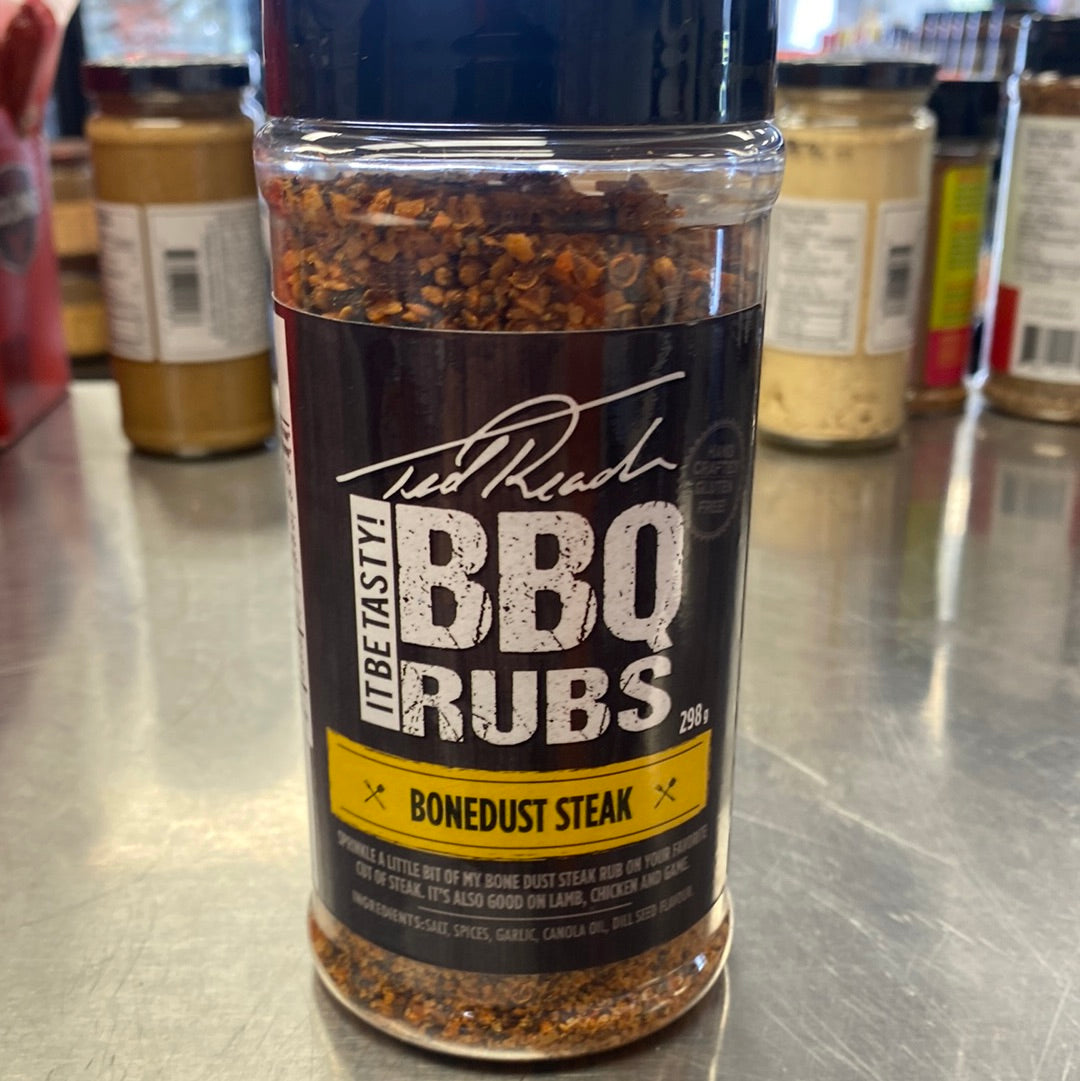 Ted Reader
IT BE TASTY!
BBQ
RUBS
298 g
HAND
CRAFTED
GLUTEN
FREE!
BONEDUST STEAK
SPRINKLE A LITTLE BIT OF MY BONE DUST STEAK RUB ON YOUR FAVORITE
CUT OF STEAK. IT'S ALSO GOOD ON LAMB, CHICKEN AND GAME.
INGREDIENTS: SALT, SPICES, GARLIC, CANOLA OIL, DILL SEED FLAVOUR.